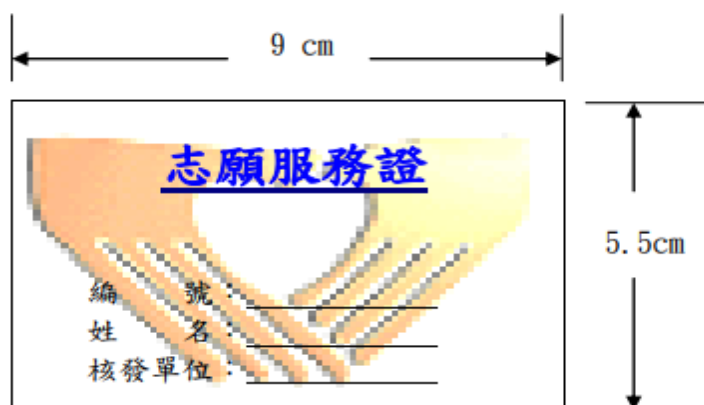 9 cm
志願服務證
5.5cm
編　　號：
姓　　名：
核發單位：